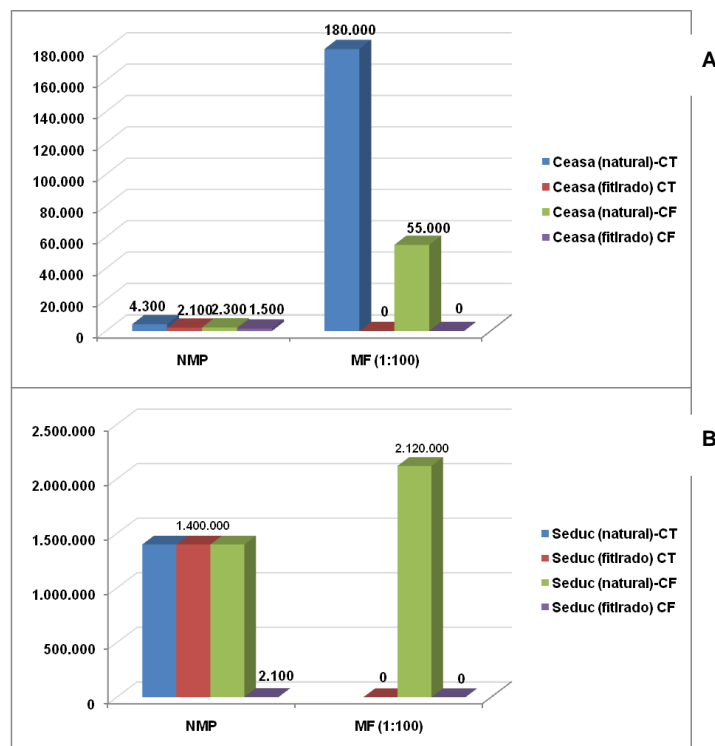 A
180.000
180.000
160.000
140.000
120.000
100.000
80.000
60.000
40.000
20.000
0
4.300
2.100
2.300
1.500
0
55.000
0
NMP
MF (1:100)
Ceasa (natural)-CT
Ceasa (fitlrado) CT
Ceasa (natural)-CF
Ceasa (fitlrado) CF
B
2.500.000
2.000.000
1.500.000
1.000.000
500.000
0
1.400.000
2.100
0
2.120.000
0
NMP
MF (1:100)
Seduc (natural)-CT
Seduc (fitlrado) CT
Seduc (natural)-CF
Seduc (fitlrado) CF